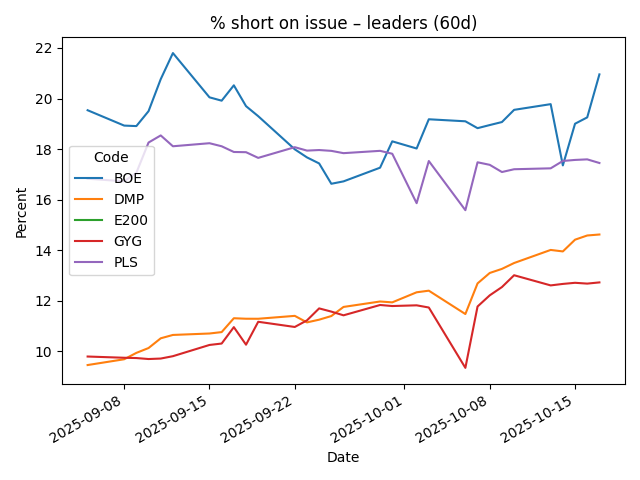 % short on issue – leaders (60d)
Percent
22
20
18
16
14
12
10
Code
BOE
DMP
E200
GYG
PLS
2025-09-08
2025-09-15
2025-09-22
2025-10-01
2025-10-08
2025-10-15
Date